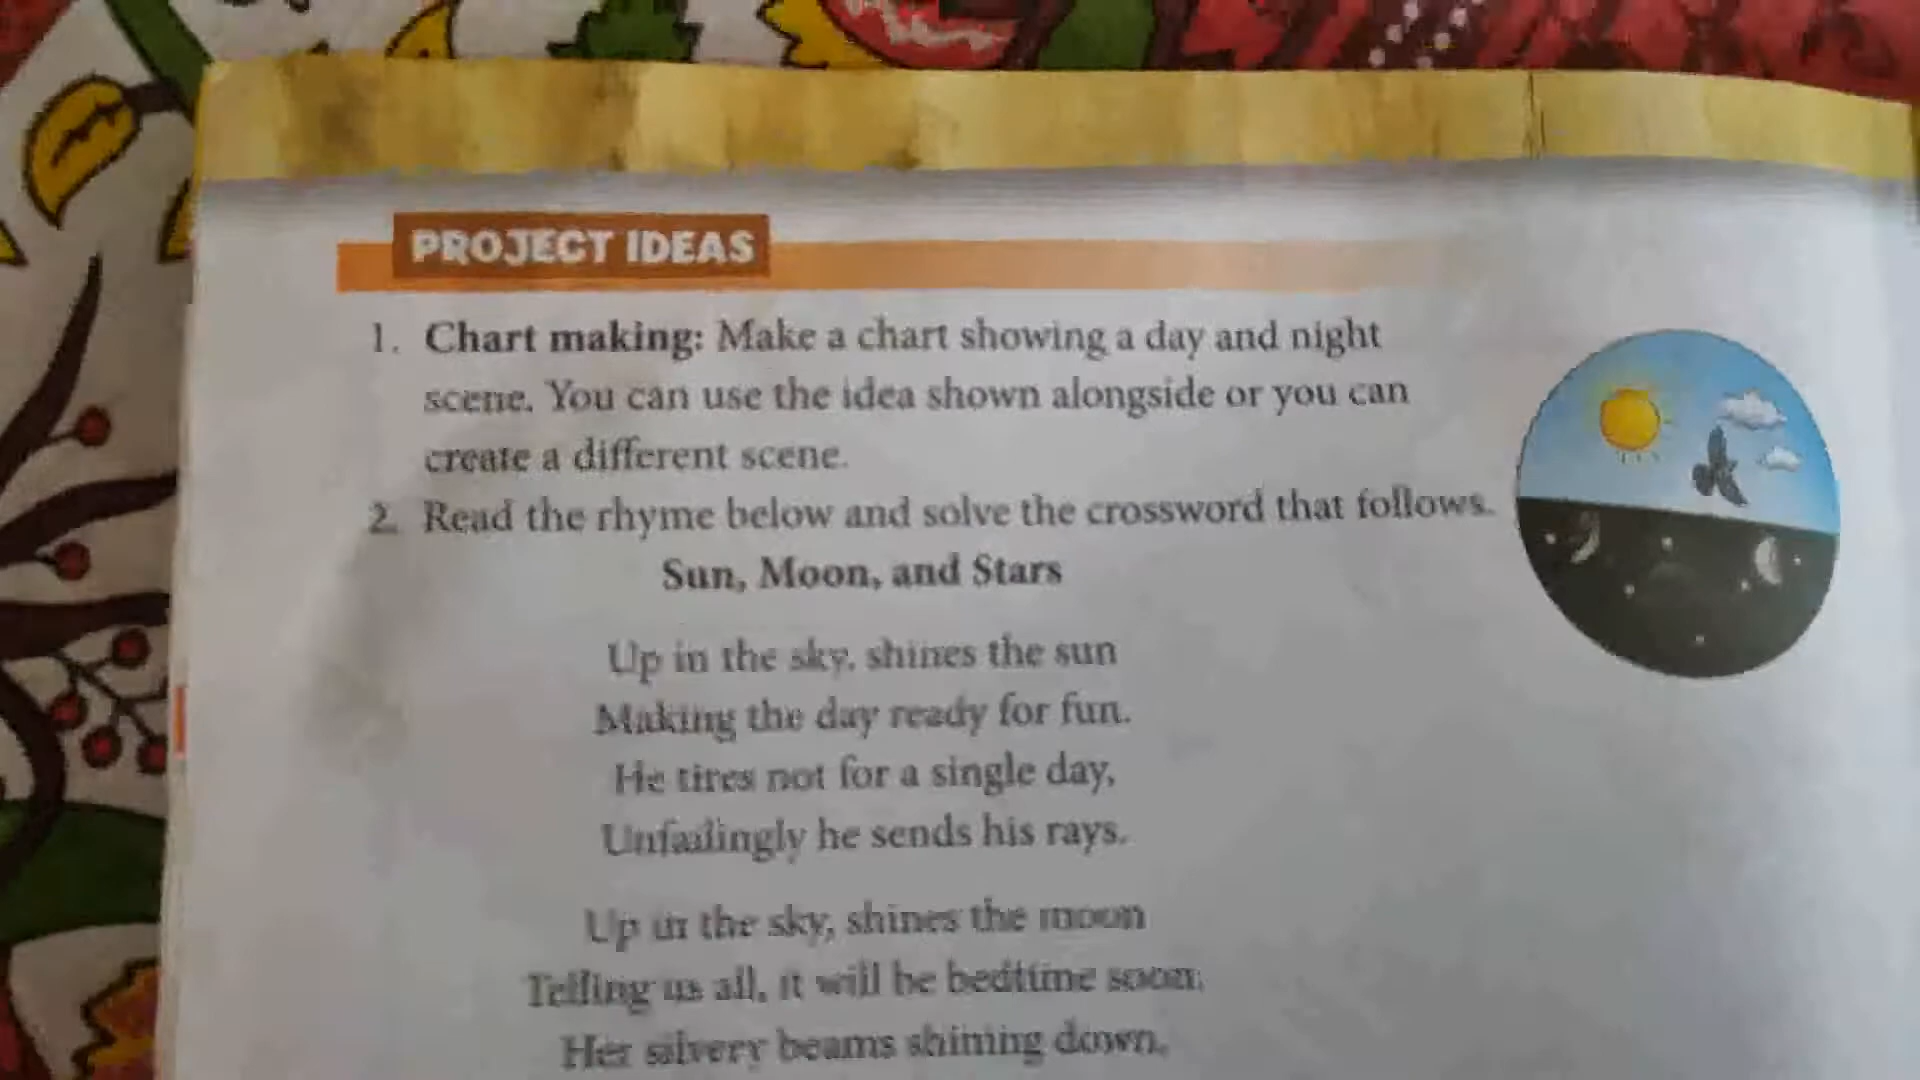 PROJECT IDEAS
1. Chart making: Make a chart showing a day and night
scene. You can use the idea shown alongside or you can
create a different scene.
2. Read the rhyme below and solve the crossword that follows.
Sun, Moon, and Stars
Up in the sky, shines the sun
Making the day ready for fun.
He tires not for a single day,
Unfailingly he sends his rays.
Up in the sky, shines the moon
Telling us all, it will be bedtime soon.
Her silvery beams shining down,